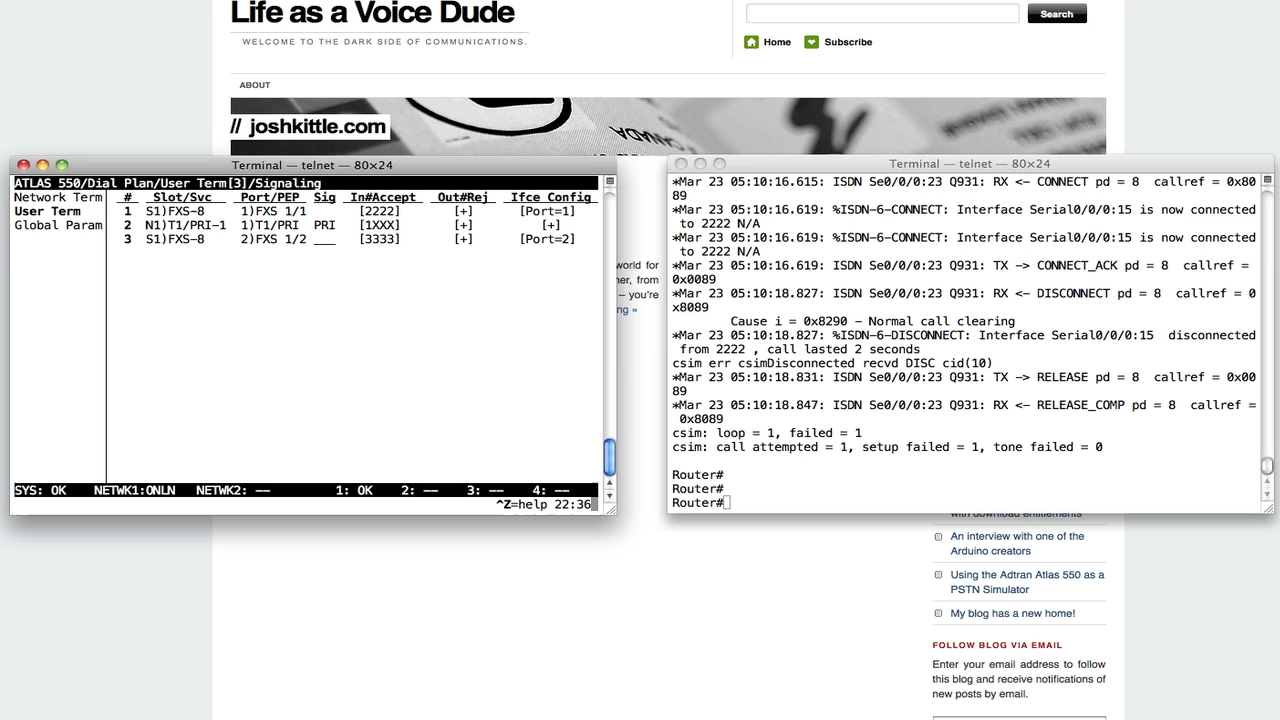 Life as a Voice Dude
WELCOME TO THE DARK SIDE OF COMMUNICATIONS.
Search
Home Subscribe
ABOUT
// joshkittle.com
CANADA
Terminal — telnet — 80×24
ATLAS 550/Dial Plan/User Term[3]/Signaling
Network Term # Slot/Svc Port/PEP Sig In#Accept Out#Rej Ifce Config
User Term 1 S1)FXS-8 1)FXS 1/1 [2222] [+] [Port=1]
Global Param 2 N1)T1/PRI-1 1)T1/PRI PRI [1XXX] [+] [+]
3 S1)FXS-8 2)FXS 1/2 ___ [3333] [+] [Port=2]
SYS: OK NETWK1:ONLN NETWK2: —— 1: OK 2: —— 3: —— 4: ——
^Z=help 22:36
world for
her, from
– you're
ng »
Terminal — telnet — 80×24
*Mar 23 05:10:16.615: ISDN Se0/0/0:23 Q931: RX <- CONNECT pd = 8 callref = 0x80
89
*Mar 23 05:10:16.619: %ISDN-6-CONNECT: Interface Serial0/0/0:15 is now connected
to 2222 N/A
*Mar 23 05:10:16.619: %ISDN-6-CONNECT: Interface Serial0/0/0:15 is now connected
to 2222 N/A
*Mar 23 05:10:16.619: ISDN Se0/0/0:23 Q931: TX -> CONNECT_ACK pd = 8 callref =
0x0089
*Mar 23 05:10:18.827: ISDN Se0/0/0:23 Q931: RX <- DISCONNECT pd = 8 callref = 0
x8089
Cause i = 0x8290 - Normal call clearing
*Mar 23 05:10:18.827: %ISDN-6-DISCONNECT: Interface Serial0/0/0:15 disconnected
from 2222 , call lasted 2 seconds
csim err csimDisconnected recvd DISC cid(10)
*Mar 23 05:10:18.831: ISDN Se0/0/0:23 Q931: TX -> RELEASE pd = 8 callref = 0x00
89
*Mar 23 05:10:18.847: ISDN Se0/0/0:23 Q931: RX <- RELEASE_COMP pd = 8 callref =
0x8089
csim: loop = 1, failed = 1
csim: call attempted = 1, setup failed = 1, tone failed = 0
Router#
Router#
Router#
with download entitlements
An interview with one of the
Arduino creators
Using the Adtran Atlas 550 as a
PSTN Simulator
My blog has a new home!
FOLLOW BLOG VIA EMAIL
Enter your email address to follow
this blog and receive notifications of
new posts by email.